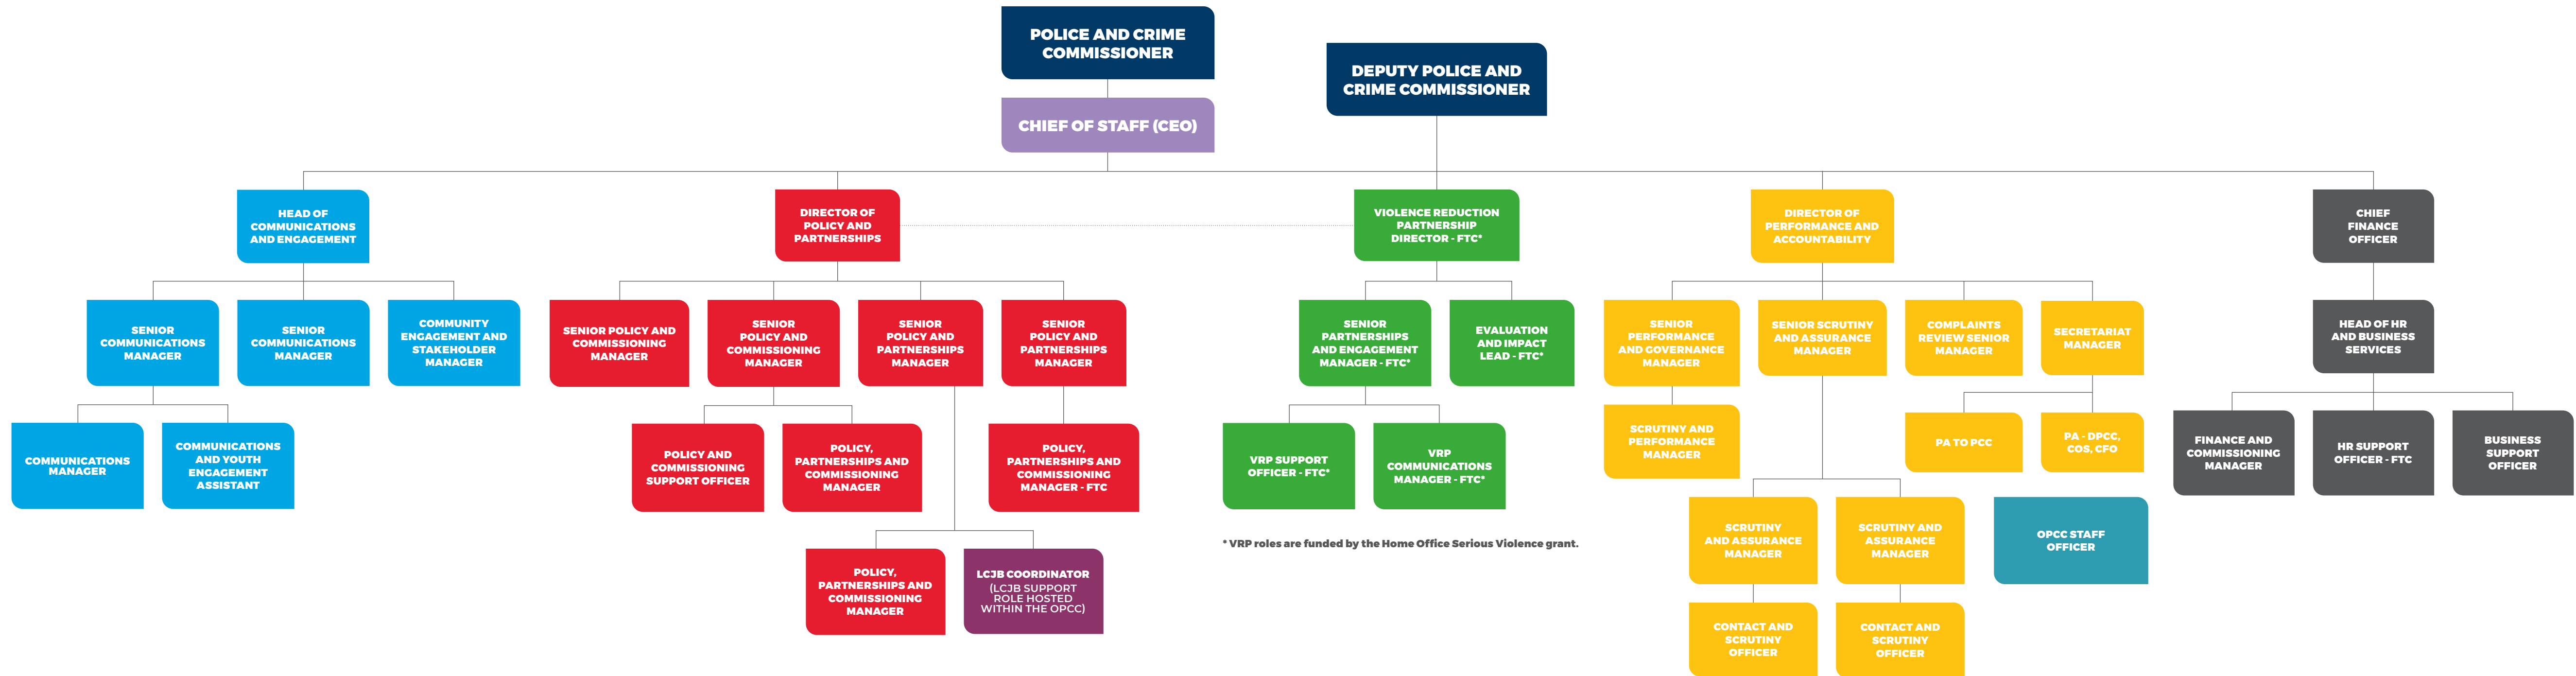 POLICE AND CRIME
COMMISSIONER
DEPUTY POLICE AND
CRIME COMMISSIONER
CHIEF OF STAFF (CEO)
HEAD OF
COMMUNICATIONS
AND ENGAGEMENT
DIRECTOR OF
POLICY AND
PARTNERSHIPS
VIOLENCE REDUCTION
PARTNERSHIP
DIRECTOR - FTC*
DIRECTOR OF
PERFORMANCE AND
ACCOUNTABILITY
CHIEF
FINANCE
OFFICER
SENIOR
COMMUNICATIONS
MANAGER
SENIOR
COMMUNICATIONS
MANAGER
COMMUNITY
ENGAGEMENT AND
STAKEHOLDER
MANAGER
SENIOR POLICY AND
COMMISSIONING
MANAGER
SENIOR
POLICY AND
COMMISSIONING
MANAGER
SENIOR
POLICY AND
PARTNERSHIPS
MANAGER
SENIOR
POLICY AND
PARTNERSHIPS
MANAGER
SENIOR
PARTNERSHIPS
AND ENGAGEMENT
MANAGER - FTC*
EVALUATION
AND IMPACT
LEAD - FTC*
SENIOR
PERFORMANCE
AND GOVERNANCE
MANAGER
SENIOR SCRUTINY
AND ASSURANCE
MANAGER
COMPLAINTS
REVIEW SENIOR
MANAGER
SECRETARIAT
MANAGER
HEAD OF HR
AND BUSINESS
SERVICES
COMMUNICATIONS
MANAGER
COMMUNICATIONS
AND YOUTH
ENGAGEMENT
ASSISTANT
POLICY AND
COMMISSIONING
SUPPORT OFFICER
POLICY,
PARTNERSHIPS AND
COMMISSIONING
MANAGER
POLICY,
PARTNERSHIPS AND
COMMISSIONING
MANAGER - FTC
VRP SUPPORT
OFFICER - FTC*
VRP
COMMUNICATIONS
MANAGER - FTC*
SCRUTINY AND
PERFORMANCE
MANAGER
PA TO PCC
PA - DPCC,
COS, CFO
FINANCE AND
COMMISSIONING
MANAGER
HR SUPPORT
OFFICER - FTC
BUSINESS
SUPPORT
OFFICER
POLICY,
PARTNERSHIPS AND
COMMISSIONING
MANAGER
LCJB COORDINATOR
(LCJB SUPPORT
ROLE HOSTED
WITHIN THE OPCC)
* VRP roles are funded by the Home Office Serious Violence grant.
SCRUTINY
AND ASSURANCE
MANAGER
SCRUTINY AND
ASSURANCE
MANAGER
OPCC STAFF
OFFICER
CONTACT AND
SCRUTINY
OFFICER
CONTACT AND
SCRUTINY
OFFICER